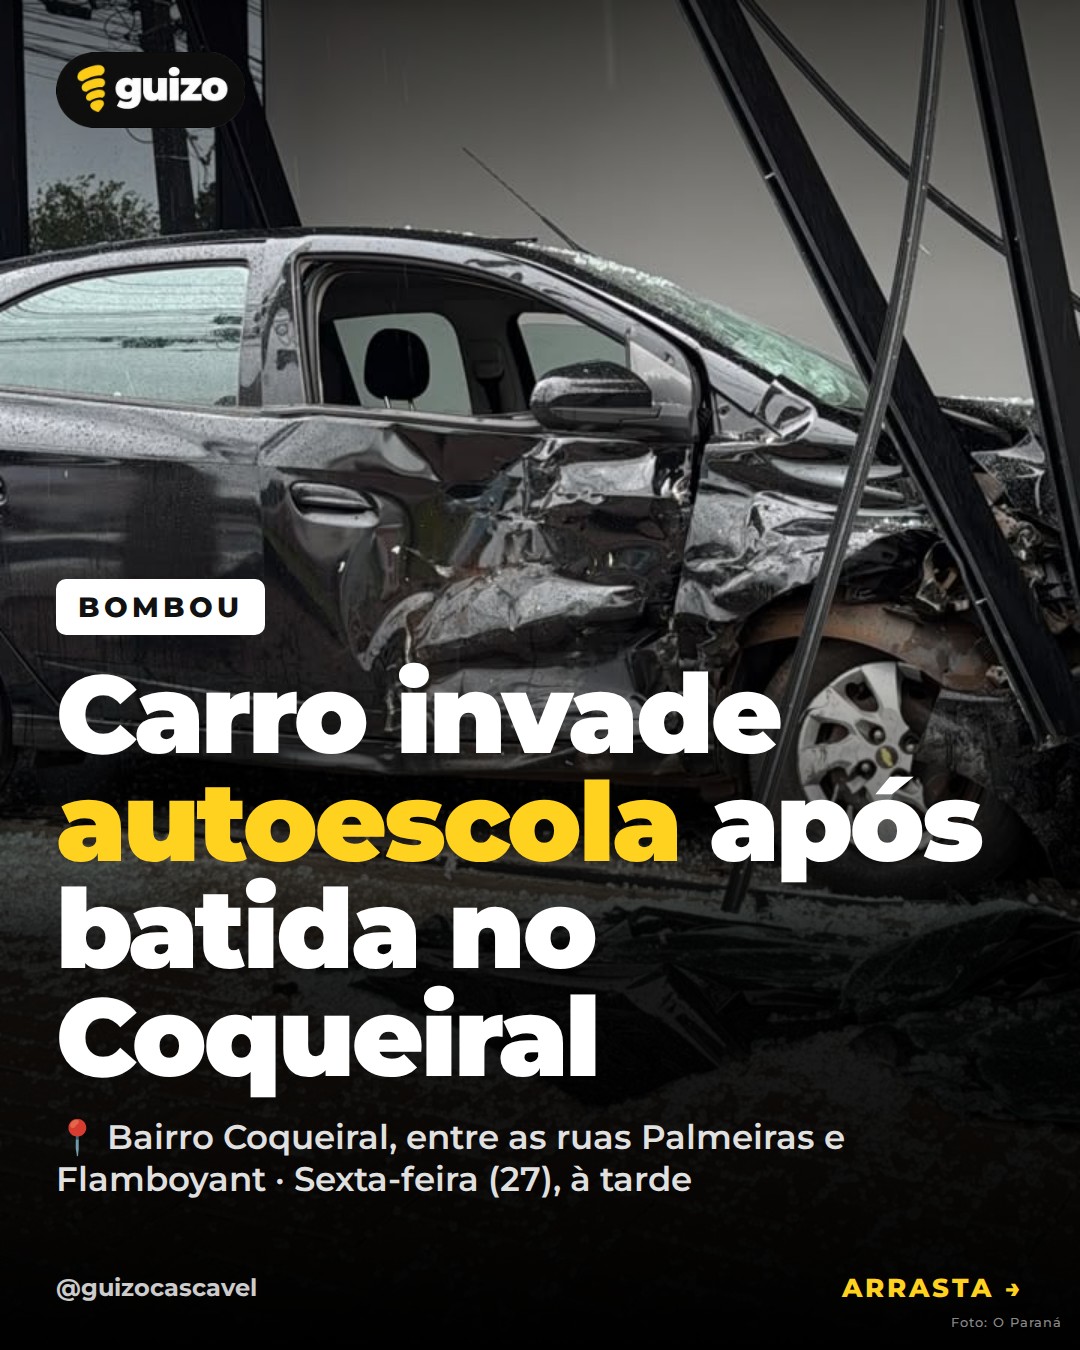 guizo
BOMBOU
Carro invade
autoescola após
batida no
Coqueiral
📍 Bairro Coqueiral, entre as ruas Palmeiras e
Flamboyant · Sexta-feira (27), à tarde
@guizocascavel
ARRASTA →
Foto: O Paraná